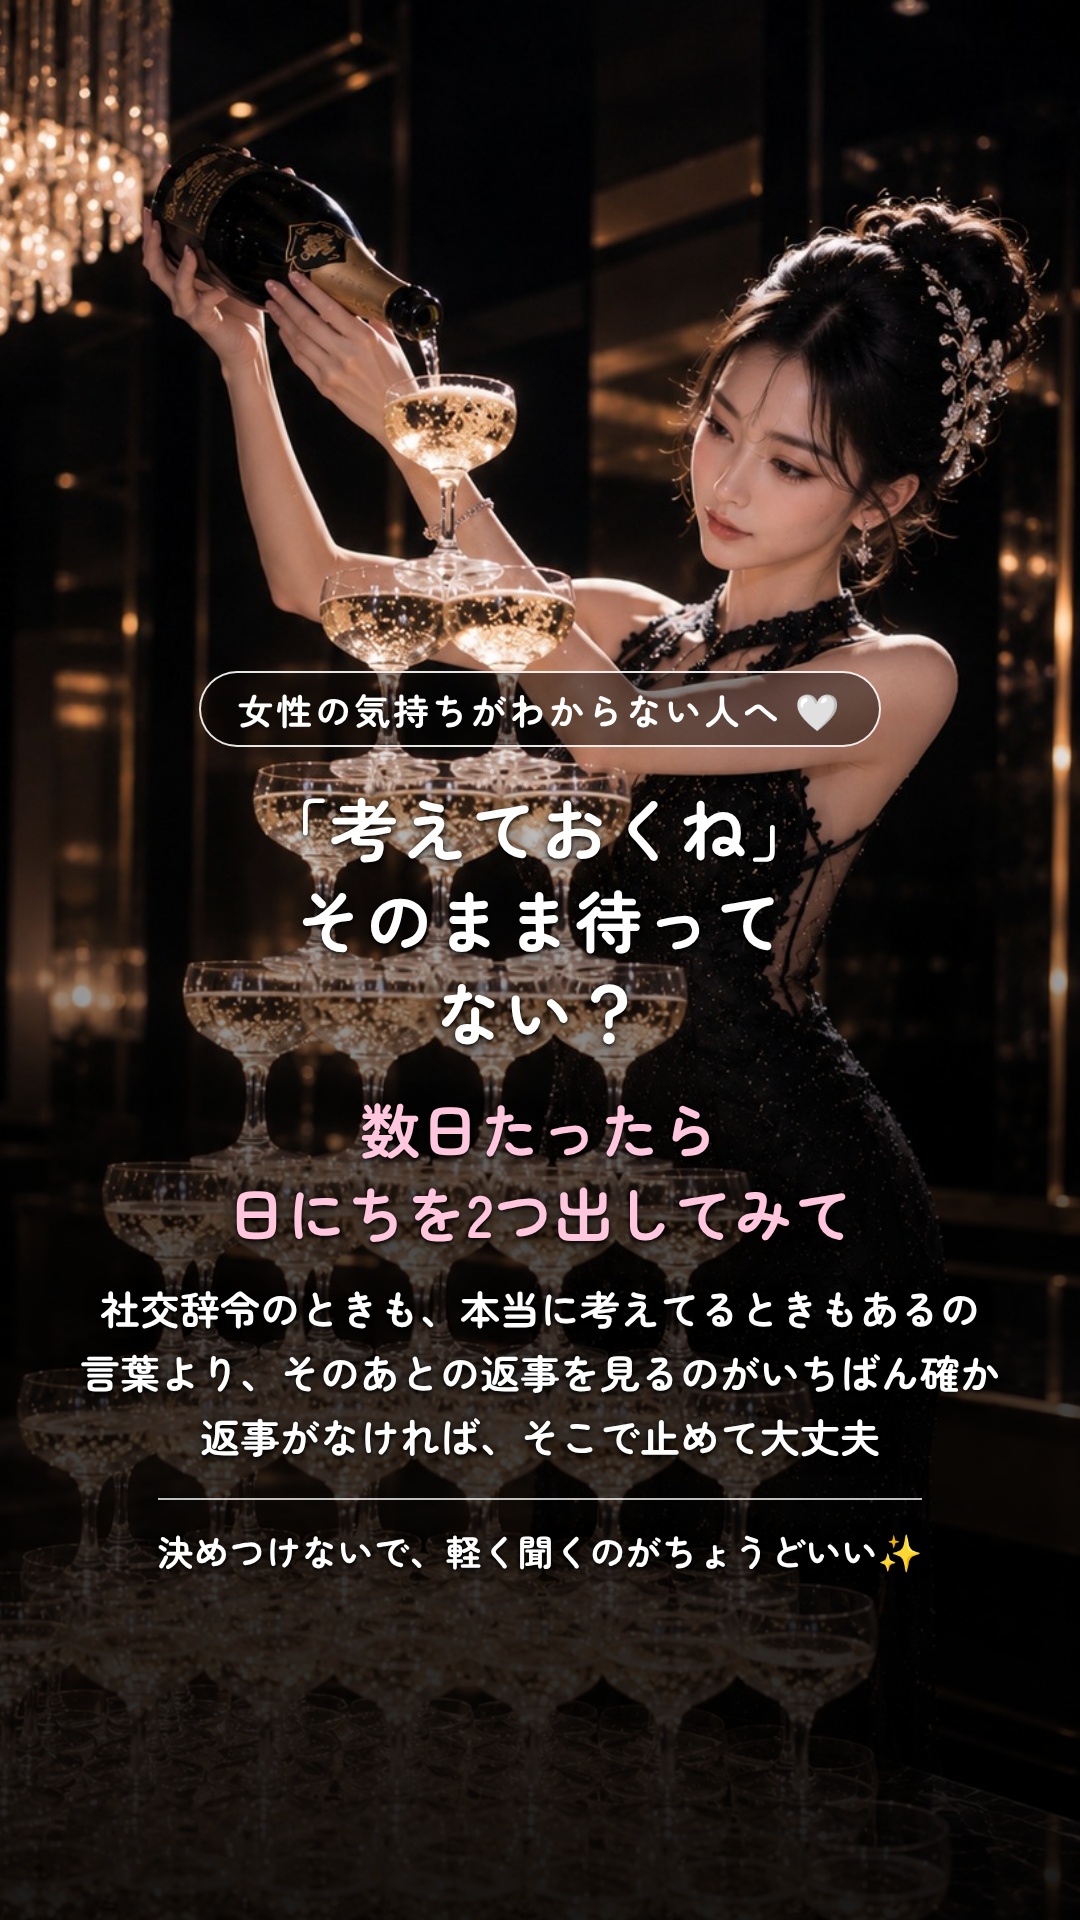 女性の気持ちがわからない人へ 🤍
「考えておくね」
そのまま待って
ない？
数日たったら
日にちを2つ出してみて
社交辞令のときも、本当に考えてるときもあるの
言葉より、そのあとの返事を見るのがいちばん確か
返事がなければ、そこで止めて大丈夫
決めつけないで、軽く聞くのがちょうどいい✨